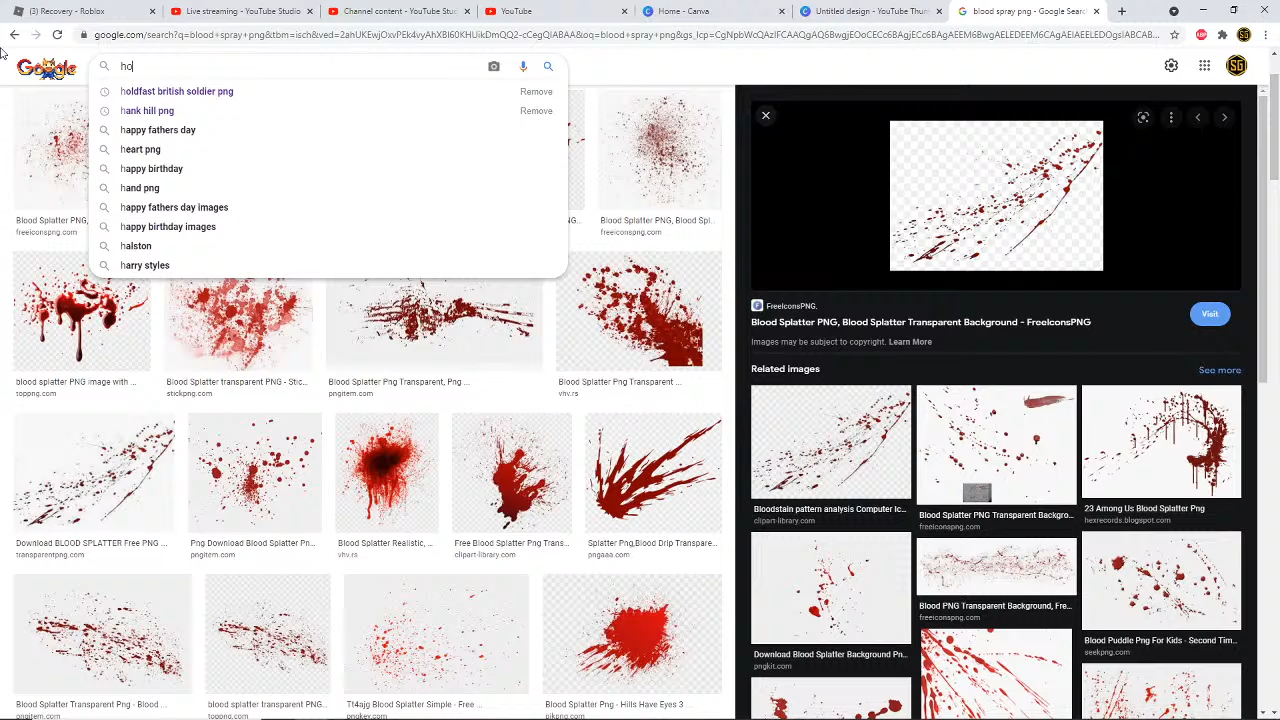 (3) Recovery - Roblox
Live streaming - YouTube Studio
Channel content - YouTube Studi
YouTube
Home - Canva
Untitled design - YouTube Thum
blood spray png - Google Search
google.com/search?q=blood+spray+png&tbm=isch&ved=
Google
ho
SG
holdfast british soldier png
Remove
hank hill png
Remove
happy fathers day
heart png
happy birthday
hand png
happy fathers day images
happy birthday images
halston
harry styles
Blood Splatter PNG, Blood Splatter
freeiconspng.com
Blood Splatter PNG, Blood Spl...
freeiconspng.com
blood splatter PNG image with ...
toppng.com
Blood Splatter transparent PNG - Stic...
stickpng.com
Blood Splatter Png Transparent, Png ...
pngitem.com
Blood Splatter Png Transparent ...
vhv.rs
Download BLOOD SPLATTER Free PNG ...
transparentpng.com
Png Download Blood Splatter Pn...
pngitem.com
Blood Splatter Realistic, ...
vhv.rs
Free Blood Splatter Png Trans...
clipart-library.com
Splatter Png,Blood Drip Transpare...
pngaaa.com
Blood Splatter Transparent Png - Blood ...
pngitem.com
blood splatter transparent PNG ...
toppng.com
Tt4ajg Blood Splatter Simple - Free ...
pngkey.com
Blood Splatter Png - Hills Have Eyes 3 ...
pikpng.com
FreeIconsPNG.
Blood Splatter PNG, Blood Splatter Transparent Background - FreeIconsPNG
Visit
Images may be subject to copyright. Learn More
Related images
See more
Bloodstain pattern analysis Computer Ic...
clipart-library.com
Blood Splatter PNG Transparent Backgro...
freeiconspng.com
23 Among Us Blood Splatter Png
hexrecords.blogspot.com
Blood PNG Transparent Background, Fre...
freeiconspng.com
Download Blood Splatter Background Pn...
pngkit.com
Blood Puddle Png For Kids - Second Tim...
seekpng.com